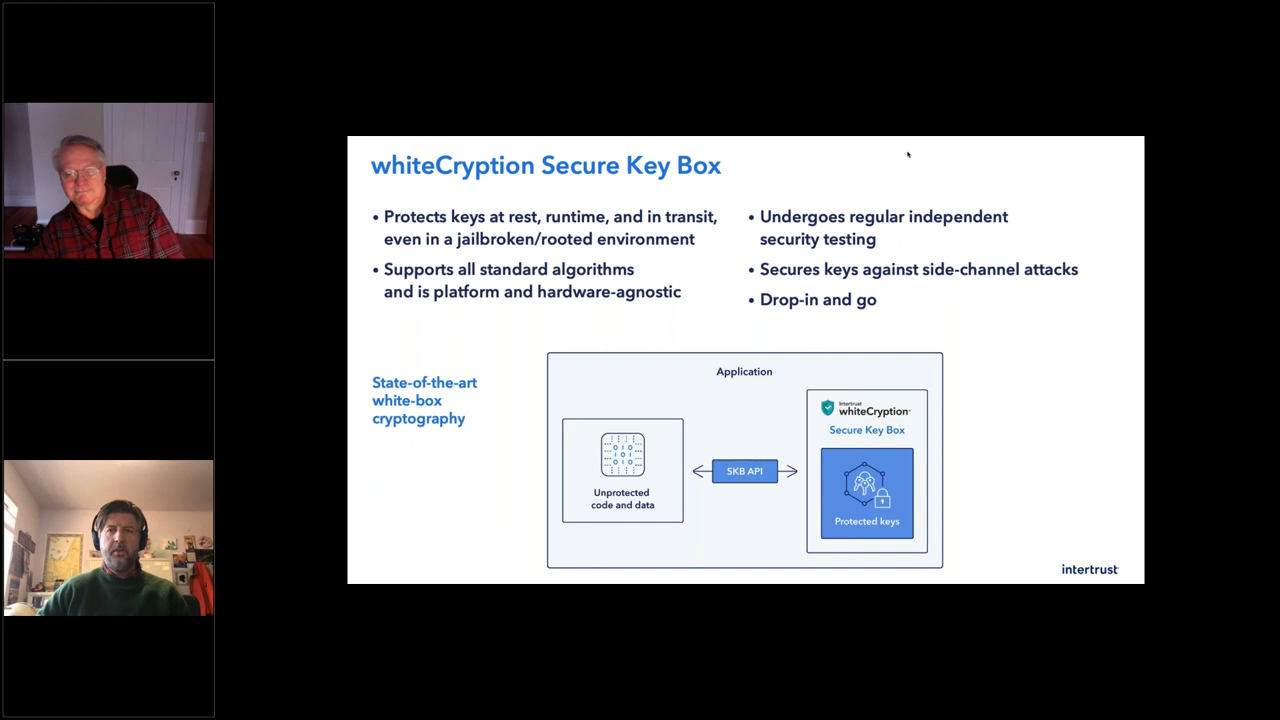 whiteCryption Secure Key Box
• Protects keys at rest, runtime, and in transit,
even in a jailbroken/rooted environment
• Supports all standard algorithms
and is platform and hardware-agnostic
• Undergoes regular independent
security testing
• Secures keys against side-channel attacks
• Drop-in and go
State-of-the-art
white-box
cryptography
Application
Unprotected
code and data
SKB API
Intertrust
whiteCryption
Secure Key Box
Protected keys
intertrust